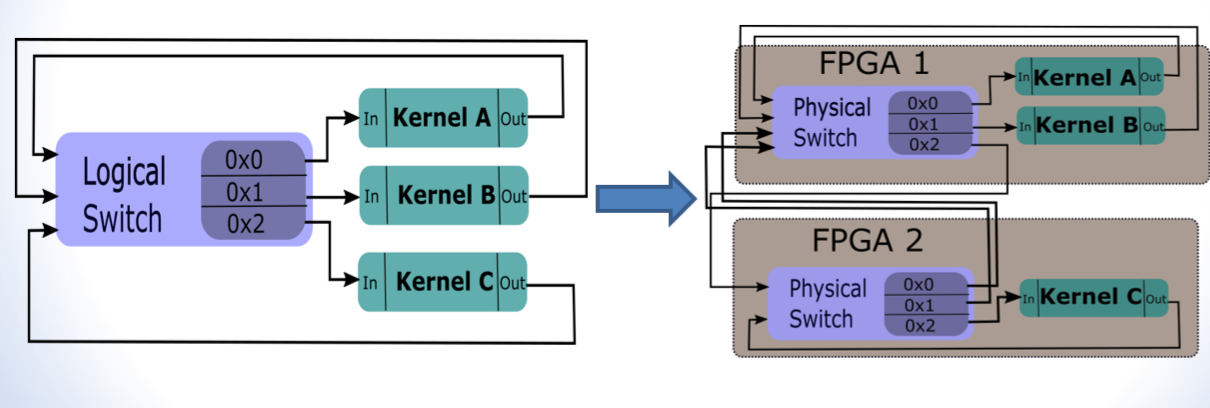 Logical
Switch
0x0
0x1
0x2
In Kernel A Out
In Kernel B Out
In Kernel C Out
FPGA 1
Physical
Switch
0x0
0x1
0x2
In Kernel A Out
In Kernel B Out
FPGA 2
Physical
Switch
0x0
0x1
0x2
In Kernel C Out